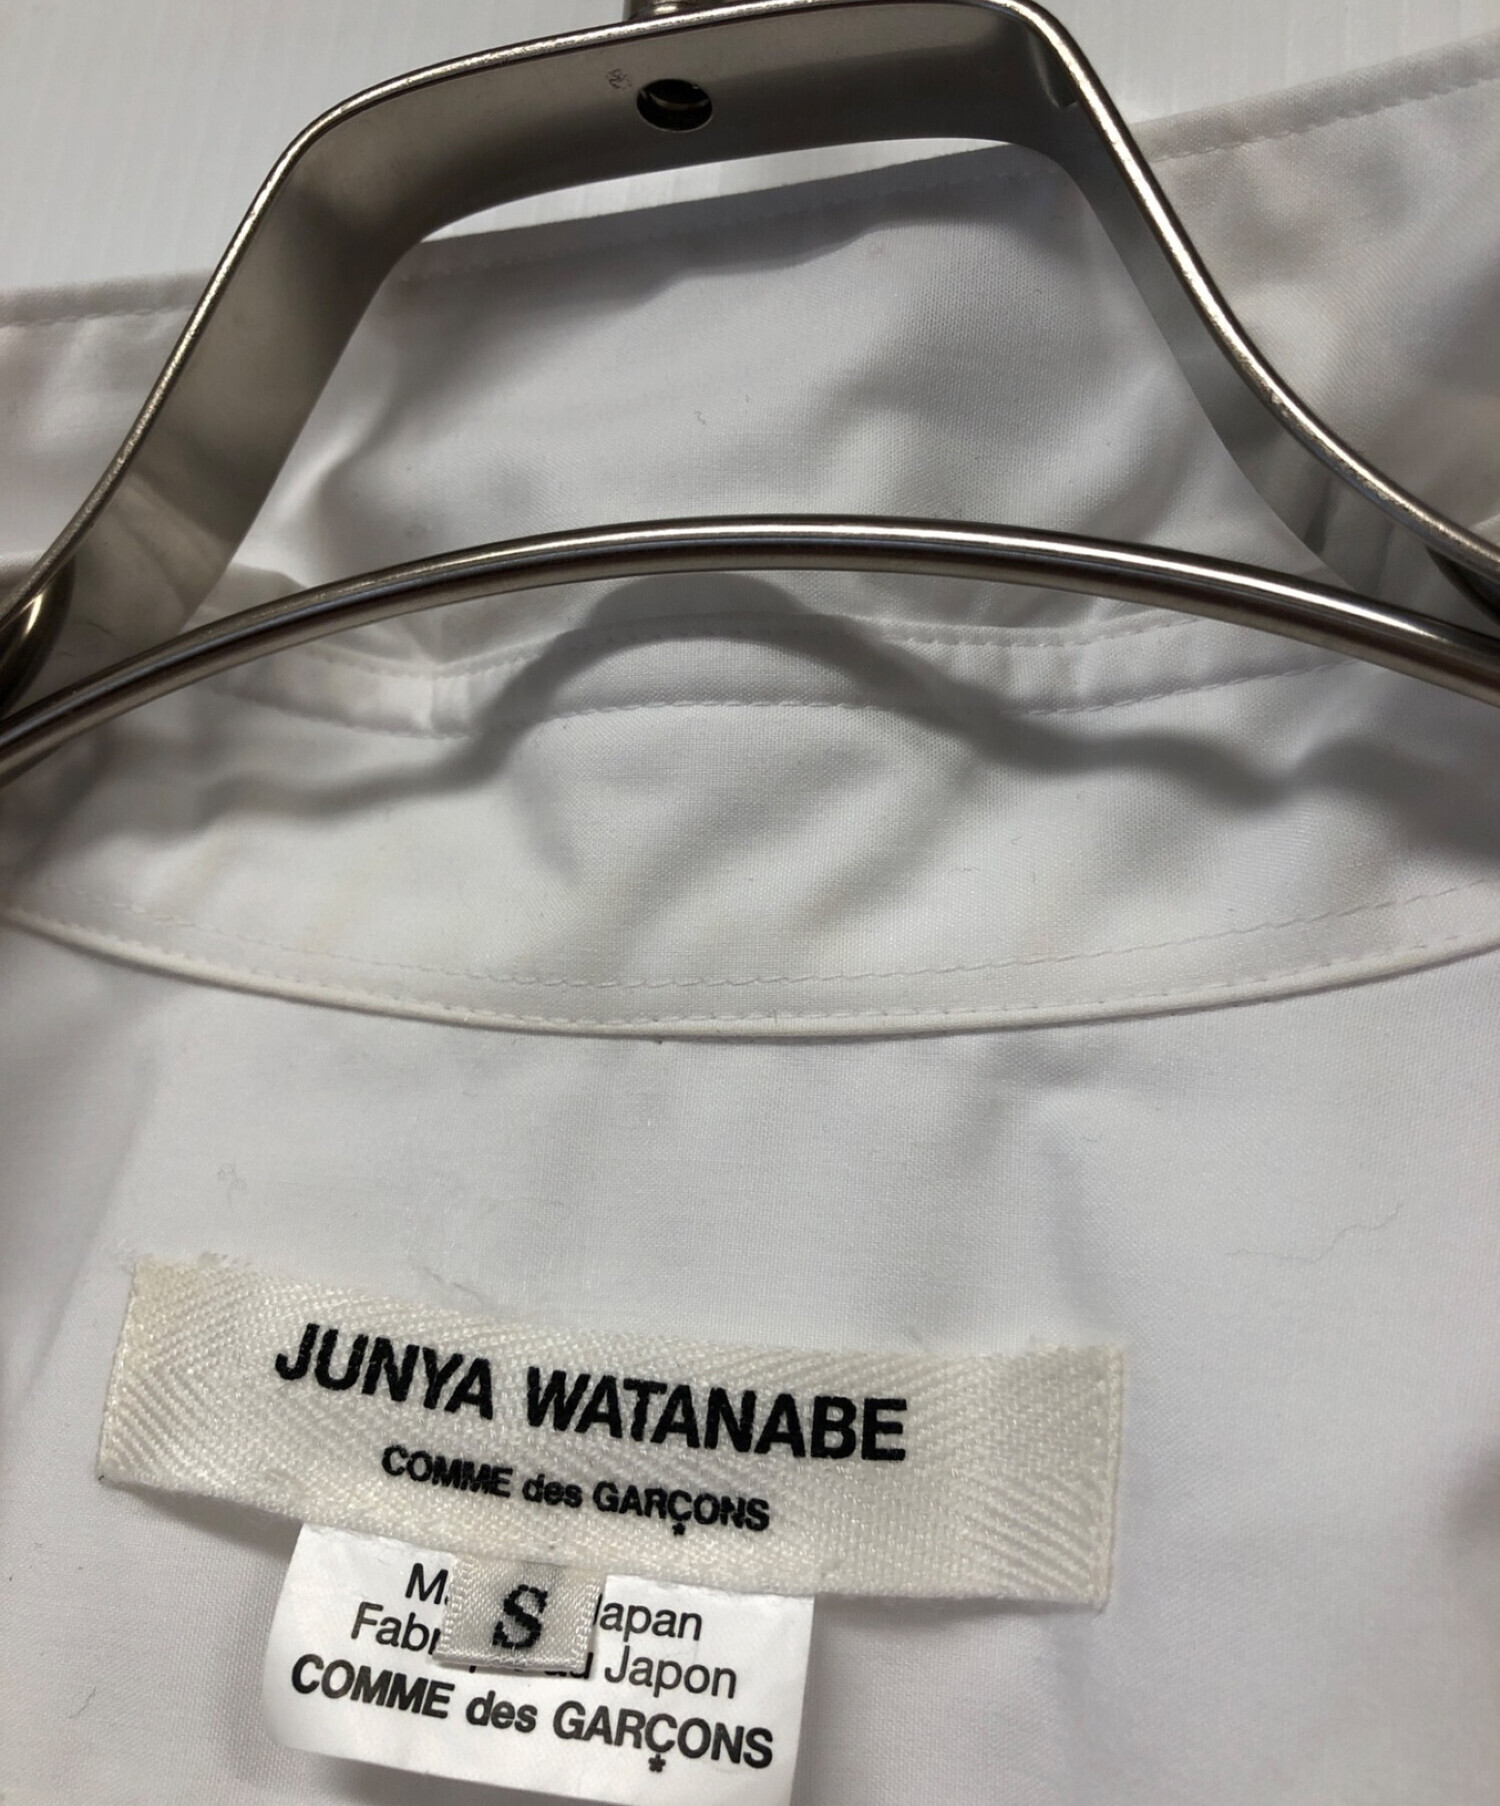 JUNYA WATANABE
COMME des GARÇONS
S
Japan
Japon
COMME des GARÇONS